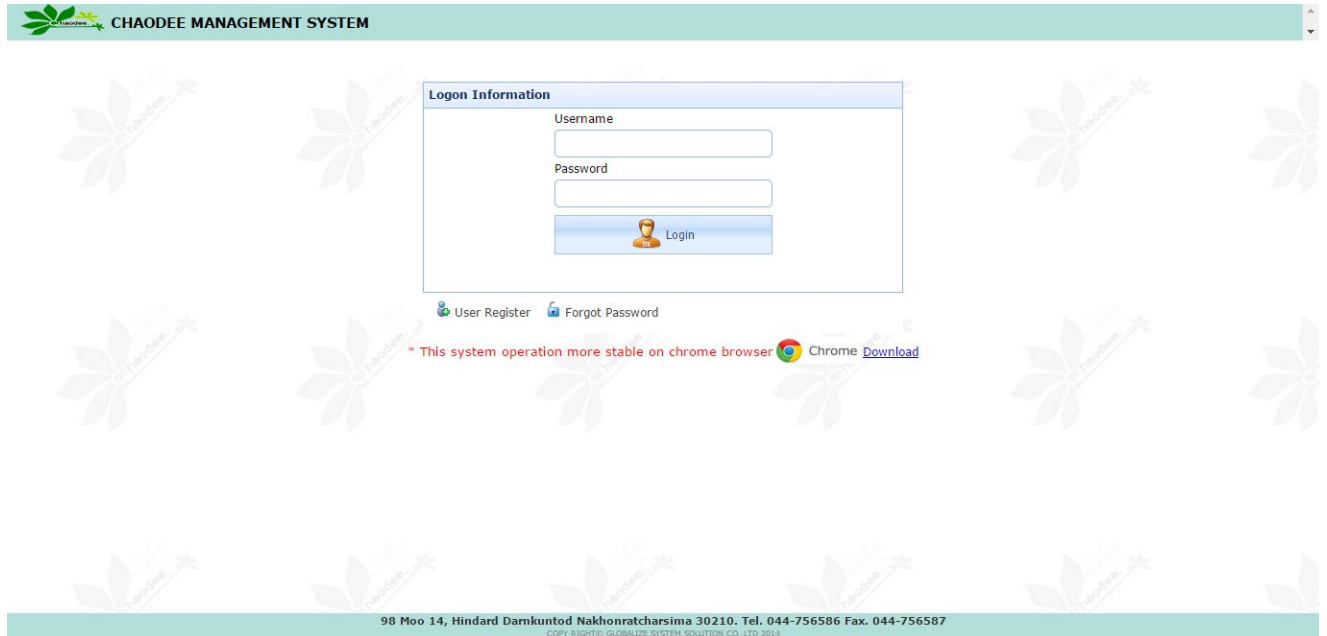 Chaodee CHAODEE MANAGEMENT SYSTEM
Logon Information
Username
Password
Login
User Register Forgot Password
* This system operation more stable on chrome browser Chrome Download
98 Moo 14, Hindard Darnkuntod Nakhonratcharsima 30210. Tel. 044-756586 Fax. 044-756587
COPY RIGHT© GLOBALIZE SYSTEM SOLUTION CO.,LTD 2014